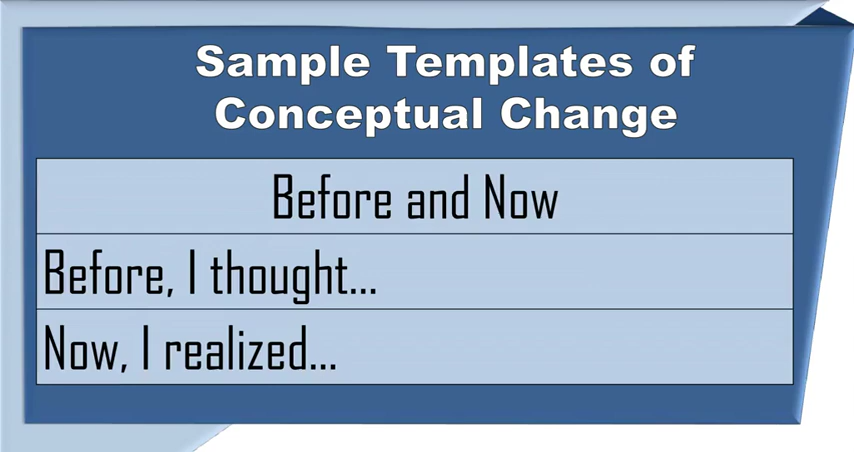 Sample Templates of
Conceptual Change
Before and Now
Before, I thought...
Now, I realized...